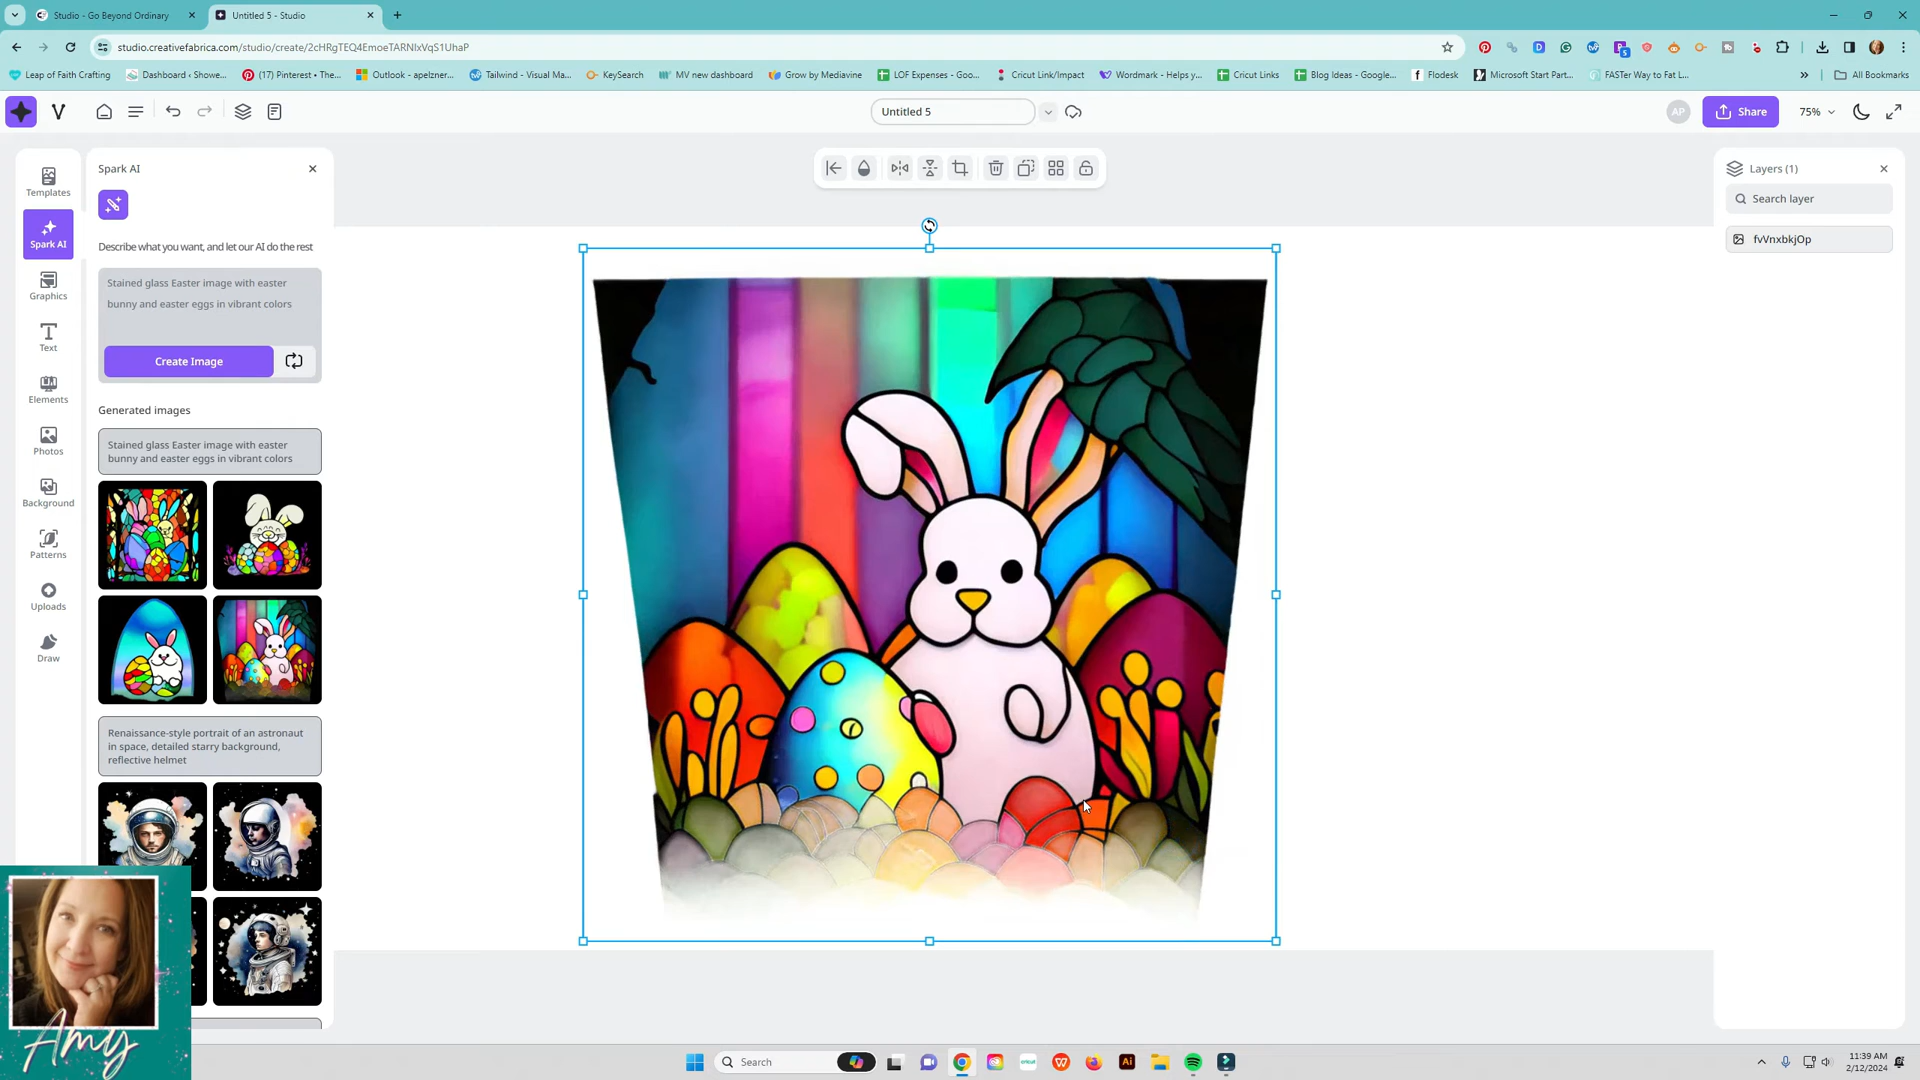 Studio - Go Beyond Ordinary
Untitled 5 - Studio
studio.creativefabrica.com/studio/create/2cHRgTEQ4EmoeTARNlxVqS1UhaP
Leap of Faith Crafting
Dashboard ‹ Showe...
(17) Pinterest • The...
Outlook - apelzner...
Tailwind - Visual Ma...
KeySearch
MV new dashboard
Grow by Mediavine
LOF Expenses - Goo...
Cricut Link/Impact
Wordmark - Helps y...
Cricut Links
Blog Ideas - Google...
Flodesk
Microsoft Start Part...
FASTer Way to Fat L...
All Bookmarks
Untitled 5
AP
Share
75%
Templates
Spark AI
Graphics
Text
Elements
Photos
Background
Patterns
Uploads
Draw
Spark AI
Describe what you want, and let our AI do the rest
Stained glass Easter image with easter
bunny and easter eggs in vibrant colors
Create Image
Generated images
Stained glass Easter image with easter
bunny and easter eggs in vibrant colors
Renaissance-style portrait of an astronaut
in space, detailed starry background,
reflective helmet
Layers (1)
Search layer
fvVnxbkjOp
Amy
Search
11:39 AM
2/12/2024